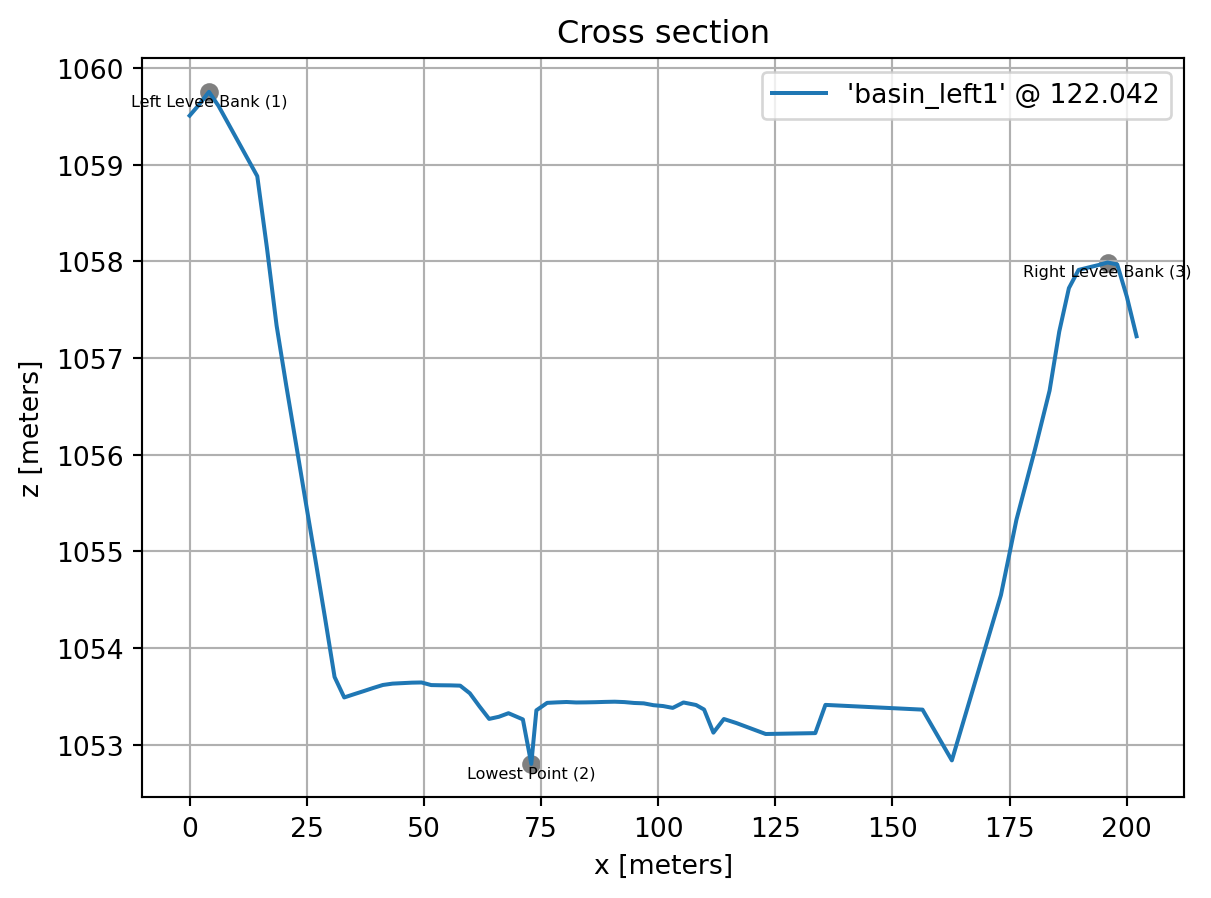 Cross section
'basin_left1' @ 122.042
1060
1059
1058
1057
1056
1055
1054
1053
z [meters]
Left Levee Bank (1)
Right Levee Bank (3)
Lowest Point (2)
0 25 50 75 100 125 150 175 200
x [meters]